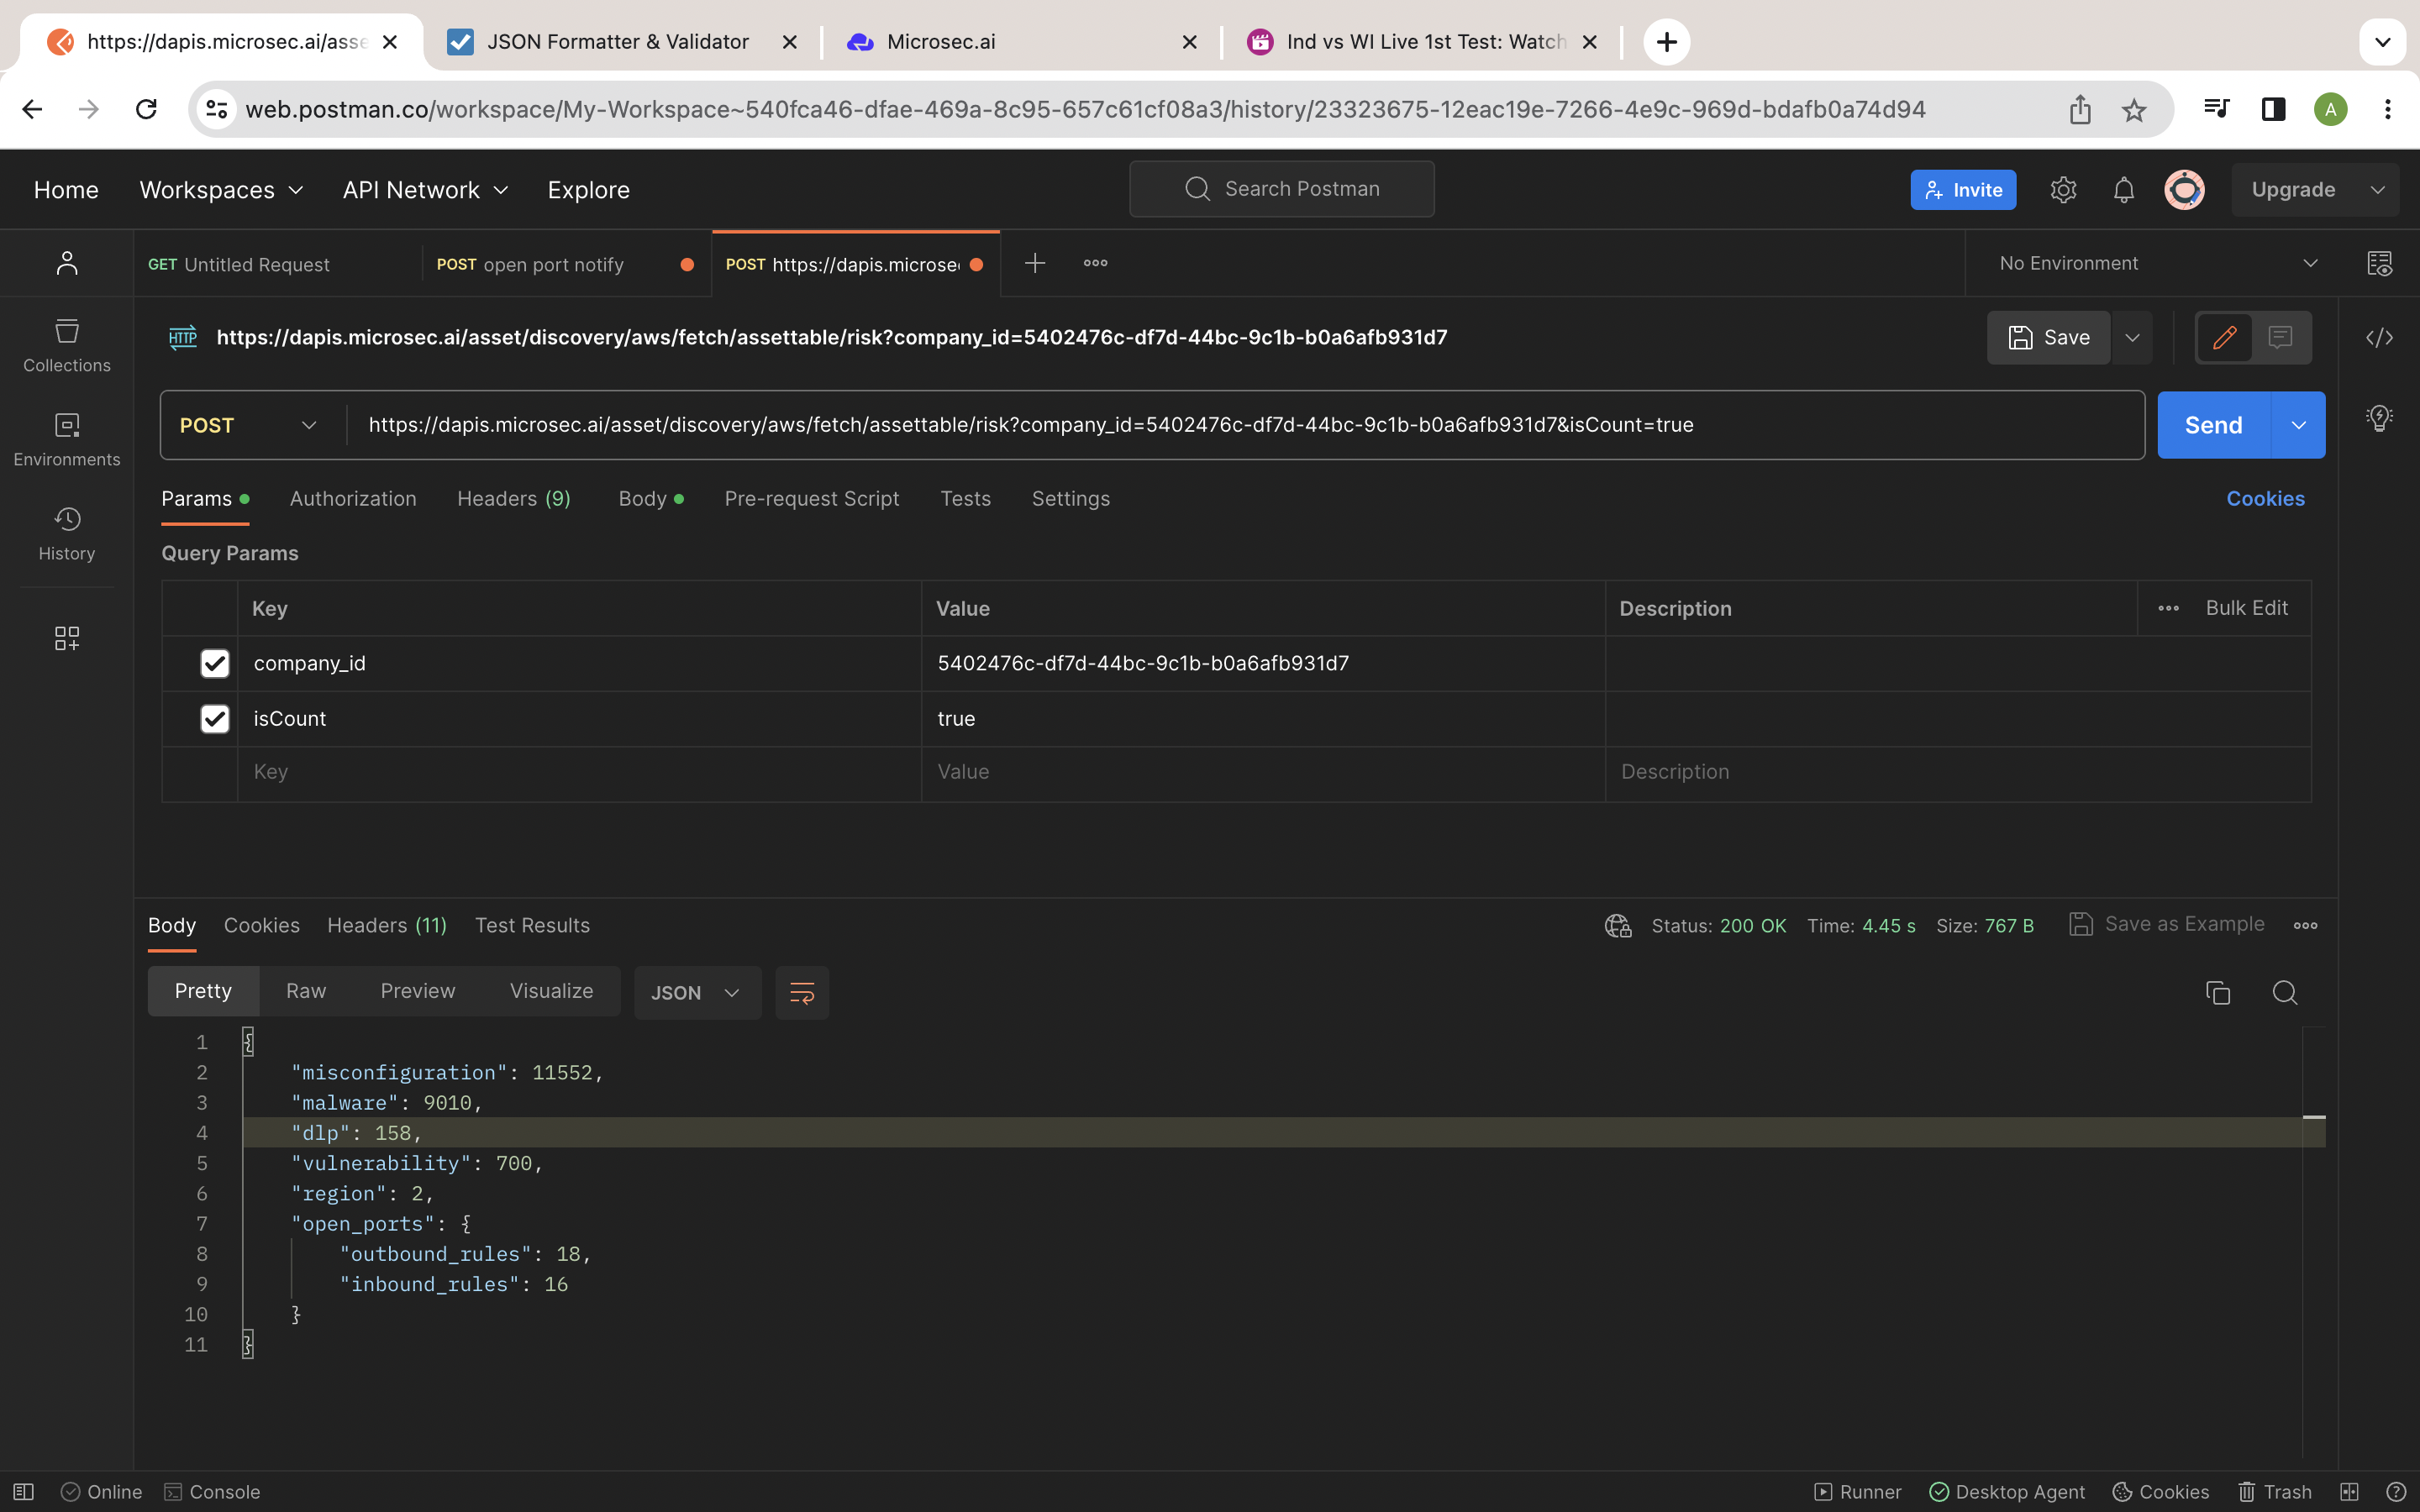 https://dapis.microsec.ai/asse
JSON Formatter & Validator
Microsec.ai
Ind vs WI Live 1st Test: Watch
web.postman.co/workspace/My-Workspace~540fca46-dfae-469a-8c95-657c61cf08a3/history/23323675-12eac19e-7266-4e9c-969d-bdafb0a74d94
A
Home Workspaces API Network Explore
Search Postman
Invite
Upgrade
GET Untitled Request
POST open port notify
POST https://dapis.microse
No Environment
Collections
Environments
History
HTTP https://dapis.microsec.ai/asset/discovery/aws/fetch/assettable/risk?company_id=5402476c-df7d-44bc-9c1b-b0a6afb931d7
Save
POST https://dapis.microsec.ai/asset/discovery/aws/fetch/assettable/risk?company_id=5402476c-df7d-44bc-9c1b-b0a6afb931d7&isCount=true
Send
Params Authorization Headers (9) Body Pre-request Script Tests Settings
Cookies
Query Params
Key Value Description Bulk Edit
company_id 5402476c-df7d-44bc-9c1b-b0a6afb931d7
isCount true
Key Value Description
Body Cookies Headers (11) Test Results
Status: 200 OK Time: 4.45 s Size: 767 B Save as Example
Pretty Raw Preview Visualize JSON
1 {
2 "misconfiguration": 11552,
3 "malware": 9010,
4 "dlp": 158,
5 "vulnerability": 700,
6 "region": 2,
7 "open_ports": {
8 "outbound_rules": 18,
9 "inbound_rules": 16
10 }
11 }
Online Console
Runner Desktop Agent Cookies Trash